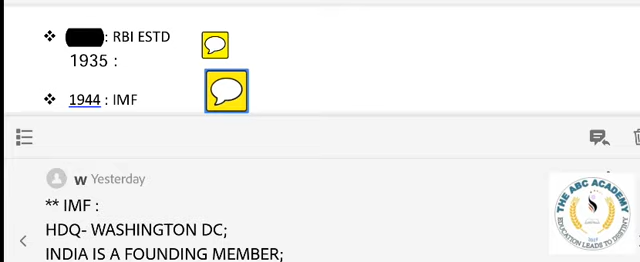 ❖ : RBI ESTD
1935 :
❖ 1944 : IMF
w Yesterday
** IMF :
HDQ- WASHINGTON DC;
INDIA IS A FOUNDING MEMBER;
THE ABC ACADEMY
EDUCATION LEADS TO DESTINY